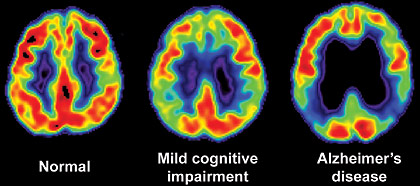 Normal
Mild cognitive
impairment
Alzheimer's
disease